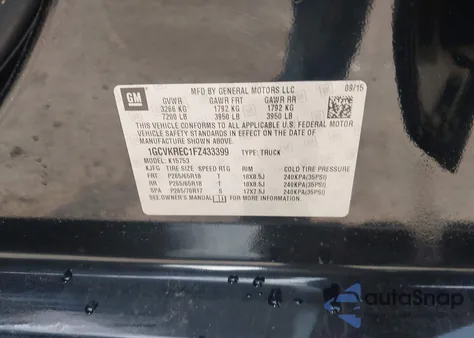 GM
MFD BY GENERAL MOTORS LLC
09/15
GVWR GAWR FRT GAWR RR
3266 KG 1792 KG 1792 KG
7200 LB 3950 LB 3950 LB
THIS VEHICLE CONFORMS TO ALL APPLICABLE U.S. FEDERAL MOTOR
VEHICLE SAFETY STANDARDS IN EFFECT ON THE DATE OF
MANUFACTURE SHOWN ABOVE.
1GCVKREC1FZ433399 TYPE: TRUCK
MODEL: K15753
KJFG TIRE SIZE SPEED RTG RIM COLD TIRE PRESSURE
FRT P265/65R18 T 18X8.5J 240KPA(35PSI)
RR P265/65R18 T 18X8.5J 240KPA(35PSI)
SPA P265/70R17 S 17X7.5J 240KPA(35PSI)
SEE OWNER'S MANUAL FOR ADDITIONAL INFORMATION.
autoSnap